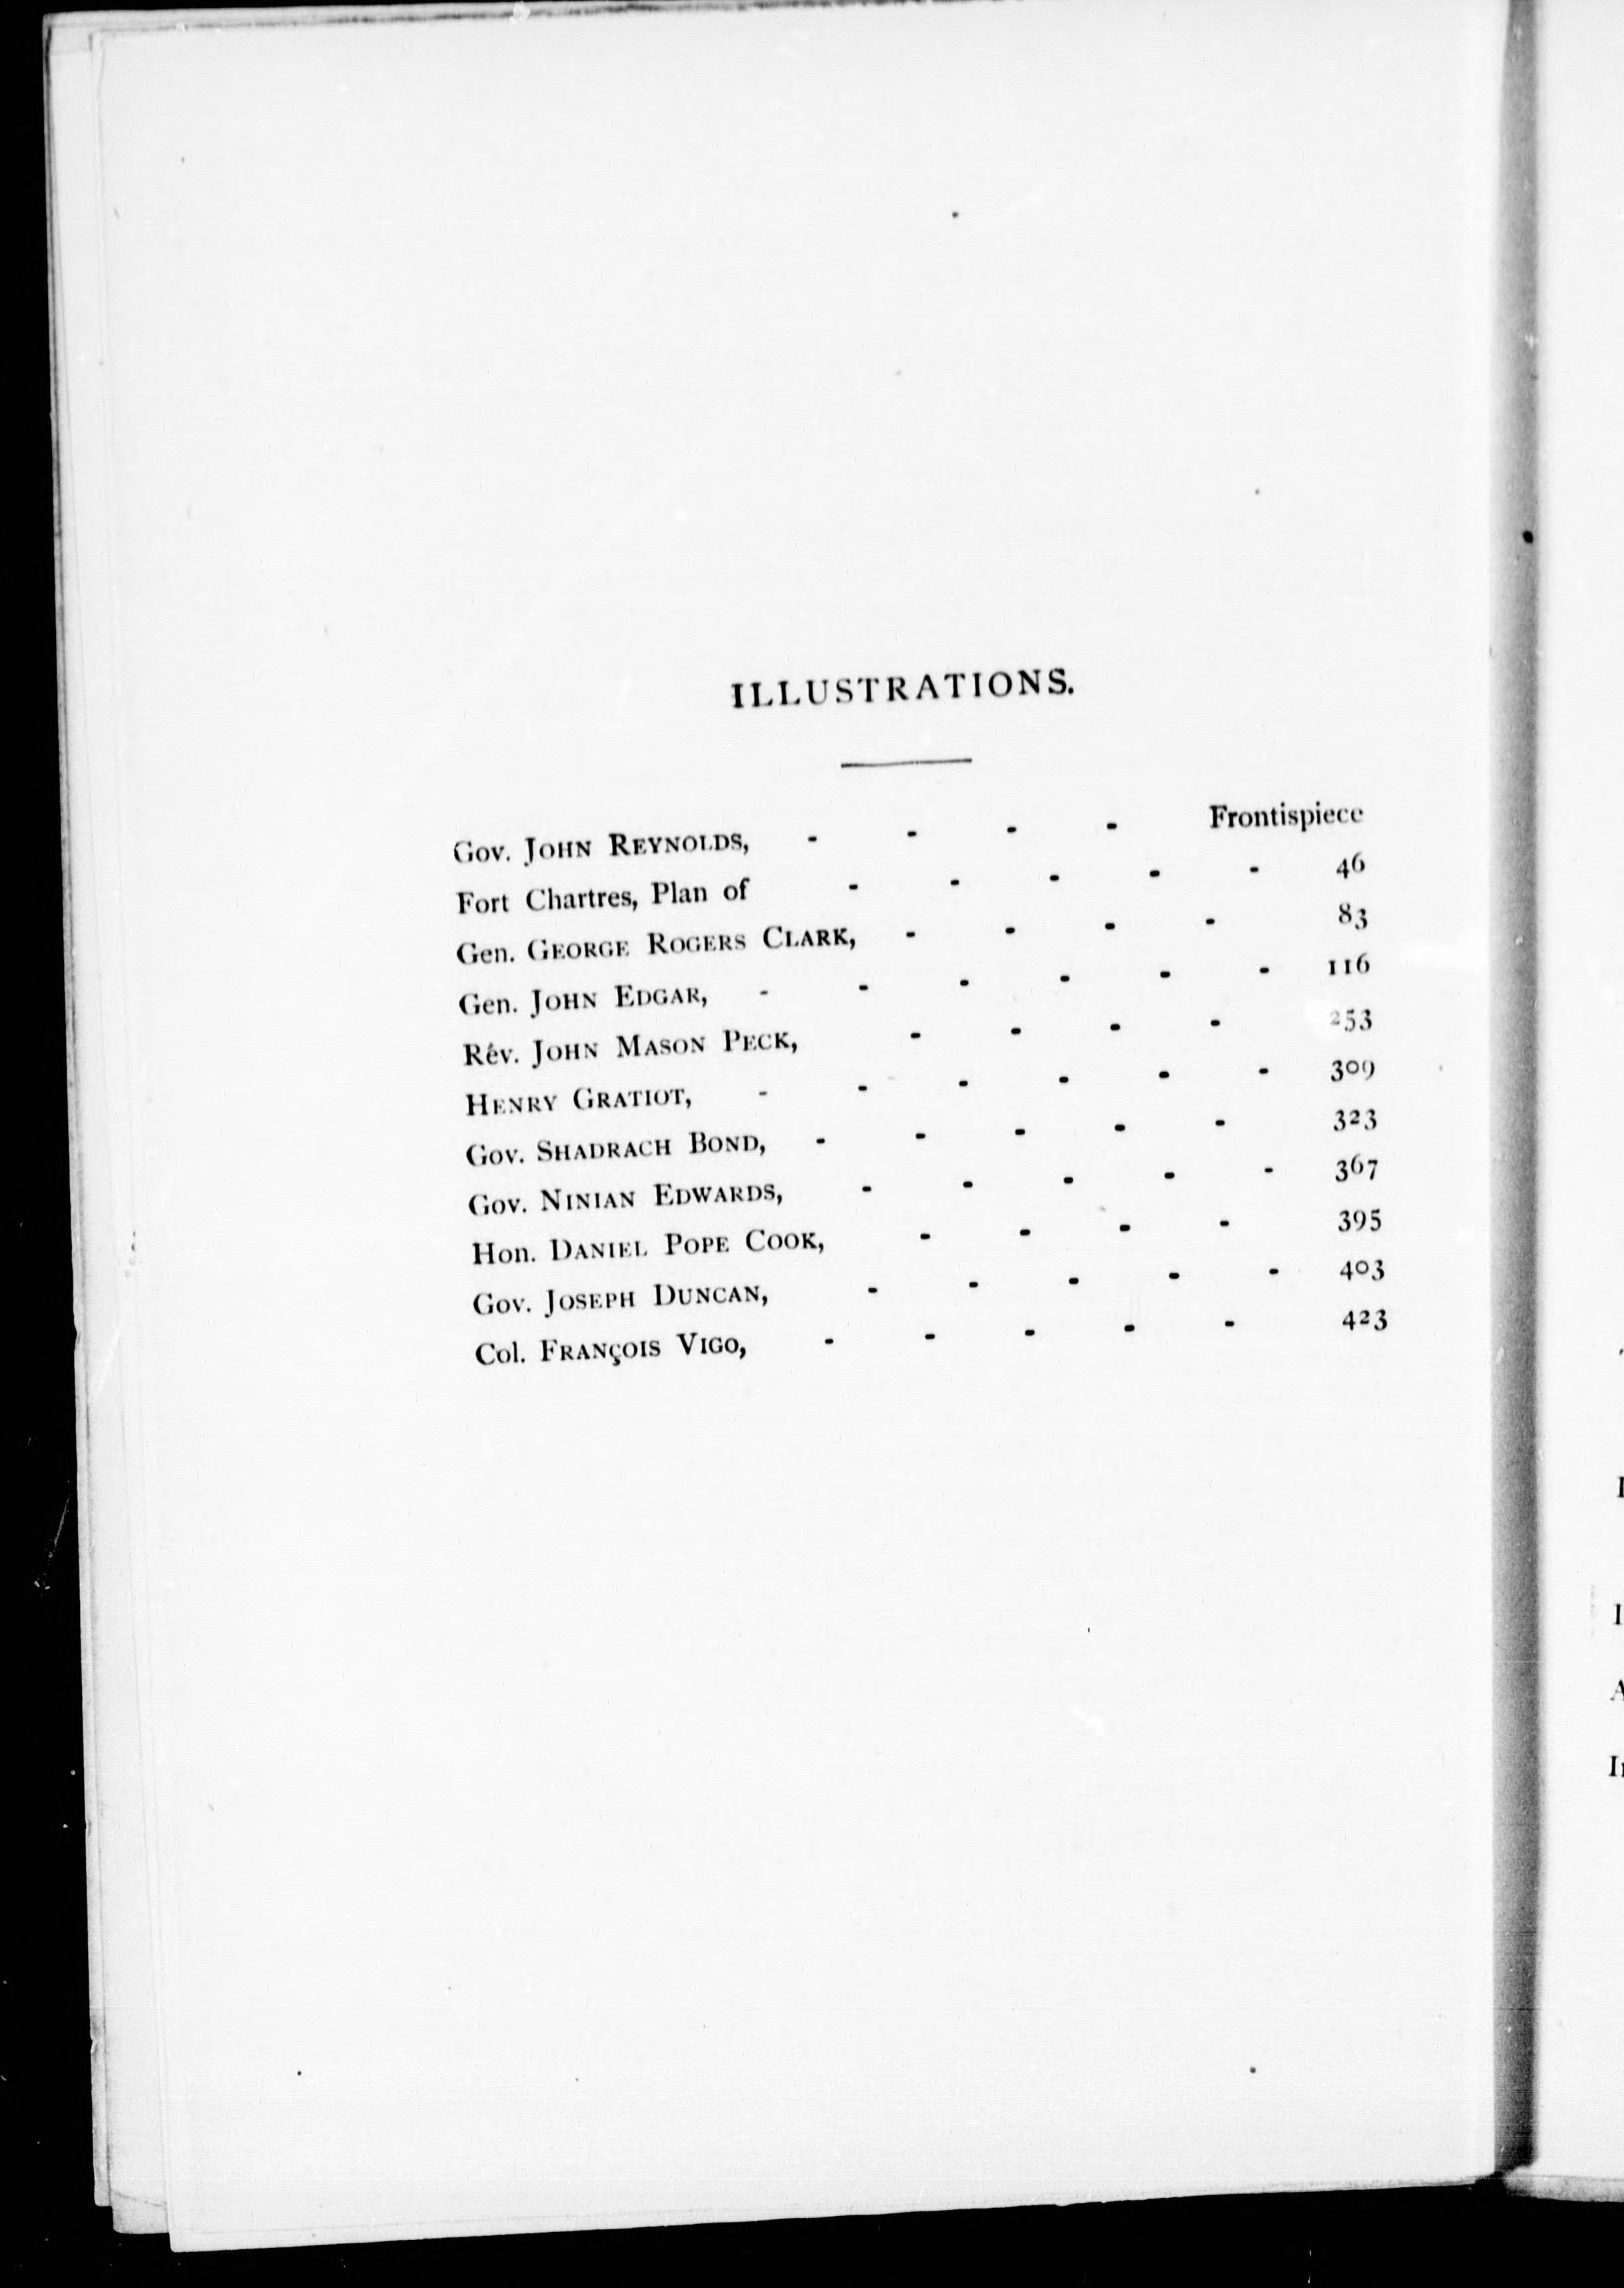 ILLUSTRATIONS.
Gov. JOHN REYNOLDS, - - - - Frontispiece
Fort Chartres, Plan of - - - - - 46
Gen. GEORGE ROGERS CLARK, - - - - 83
Gen. JOHN EDGAR, - - - - - - 116
Rev. JOHN MASON PECK, - - - - 253
HENRY GRATIOT, - - - - - - 309
Gov. SHADRACH BOND, - - - - - 323
Gov. NINIAN EDWARDS, - - - - - 367
Hon. DANIEL POPE COOK, - - - - 395
Gov. JOSEPH DUNCAN, - - - - - 403
Col. FRANÇOIS VIGO, - - - - - 423